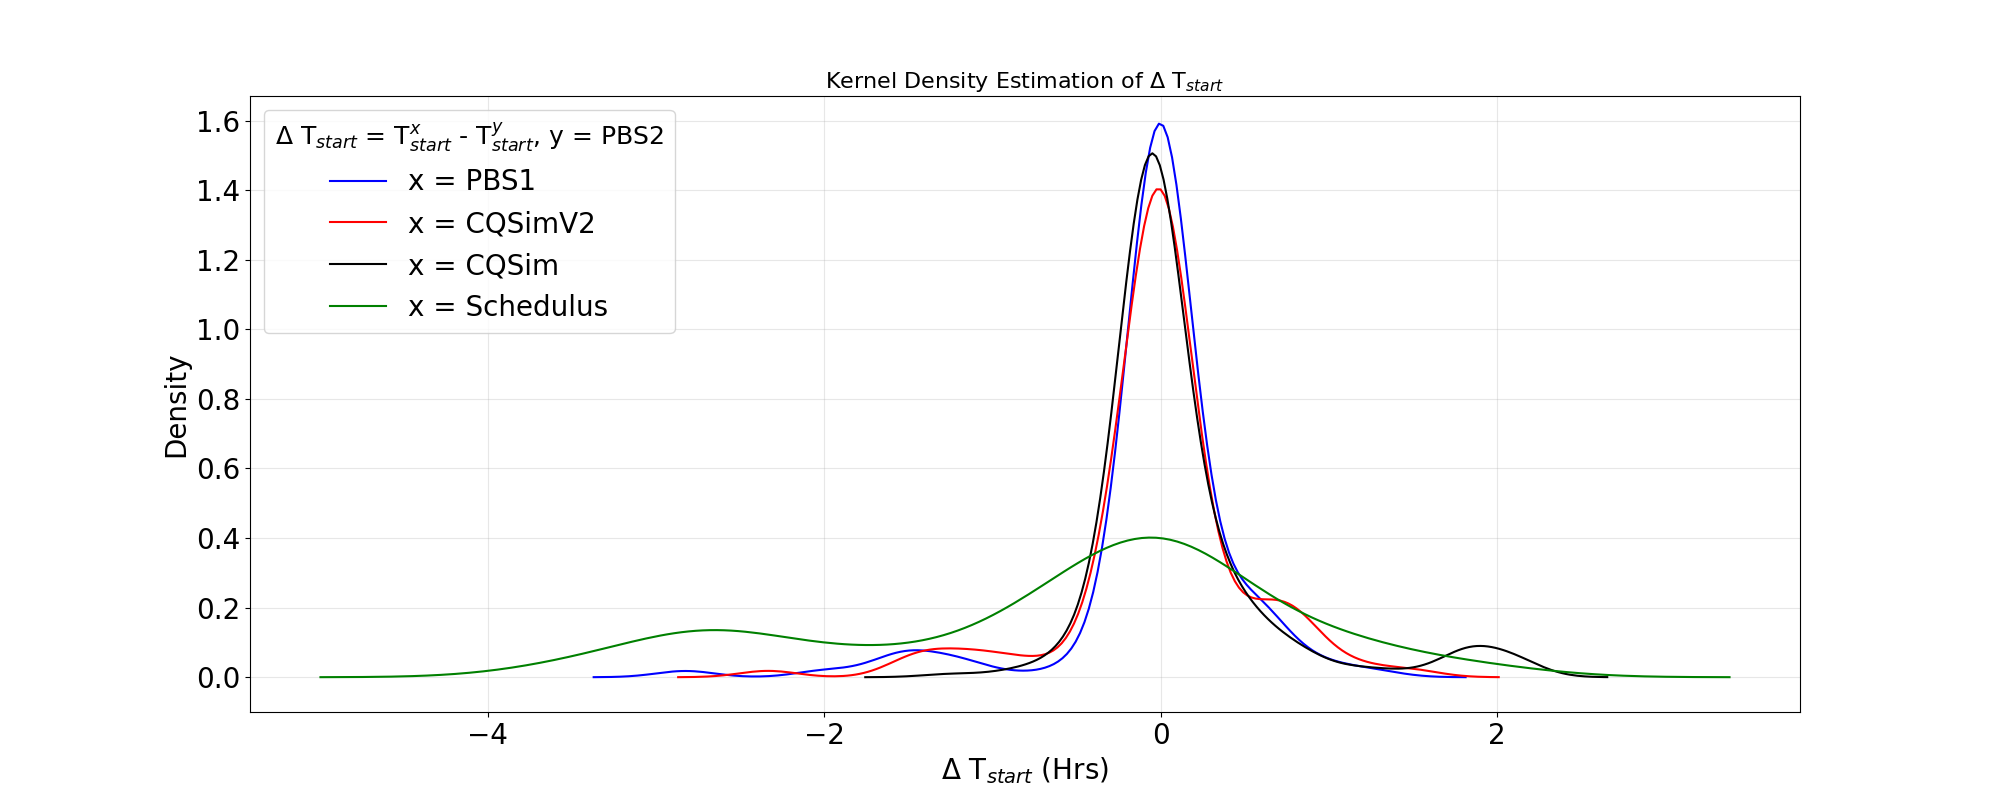 Kernel Density Estimation of Δ T_start
Δ T_start = T^x_start - T^y_start, y = PBS2
x = PBS1
x = CQSimV2
x = CQSim
x = Schedulus
1.6
1.4
1.2
1.0
0.8
0.6
0.4
0.2
0.0
Density
−4 −2 0 2
Δ T_start (Hrs)